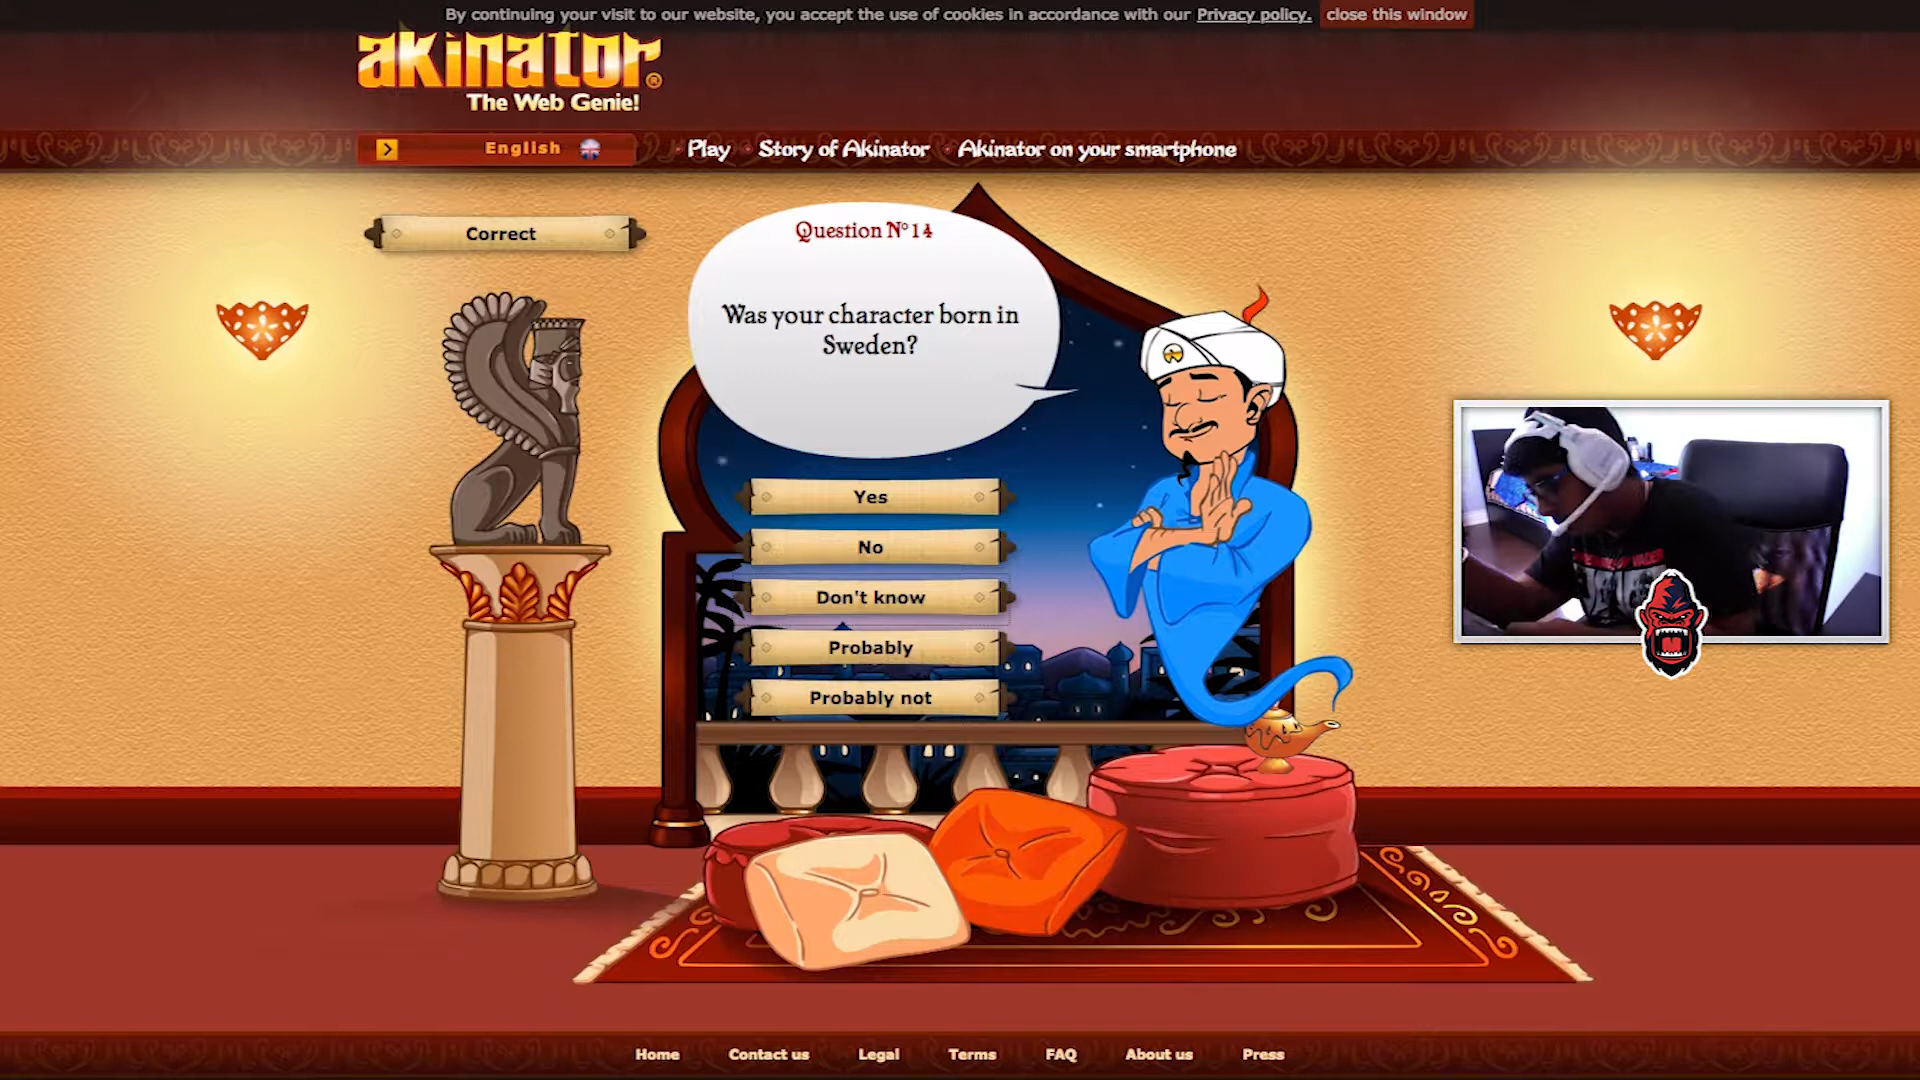 By continuing your visit to our website, you accept the use of cookies in accordance with our Privacy policy. close this window
akinator®
The Web Genie!
English
Play Story of Akinator Akinator on your smartphone
Correct
Question N°14
Was your character born in
Sweden?
Yes
No
Don't know
Probably
Probably not
Home Contact us Legal Terms FAQ About us Press